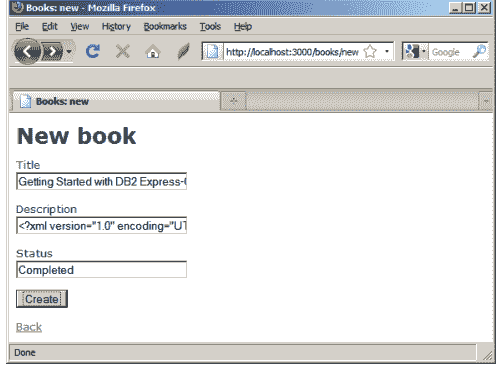 Books: new - Mozilla Firefox
File Edit View History Bookmarks Tools Help
http://localhost:3000/books/new Google
Books: new
New book
Title
Getting Started with DB2 Express-
Description
<?xml version="1.0" encoding="UT
Status
Completed
Create
Back
Done